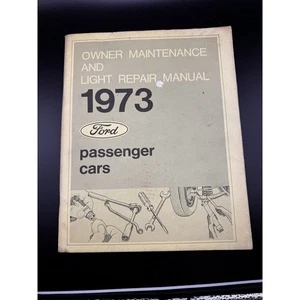 OWNER MAINTENANCE
AND
LIGHT REPAIR MANUAL
1973
Ford
passenger
cars